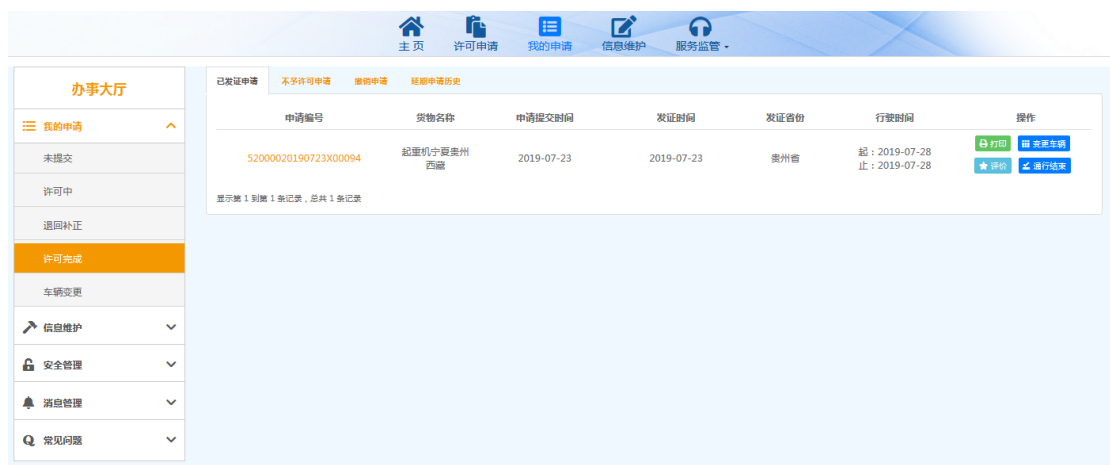 主 页
许可申请
我的申请
信息维护
服务监管
办事大厅
我的申请
未提交
许可中
退回补正
许可完成
车辆变更
信息维护
安全管理
消息管理
常见问题
已发证申请 不予许可申请 撤销申请 延期申请历史
申请编号 货物名称 申请提交时间 发证时间 发证省份 行驶时间 操作
52000020190723X00094 起重机宁夏贵州西藏 2019-07-23 2019-07-23 贵州省 起：2019-07-28
止：2019-07-28
打印 变更车辆
评价 通行结束
显示第 1 到第 1 条记录，总共 1 条记录